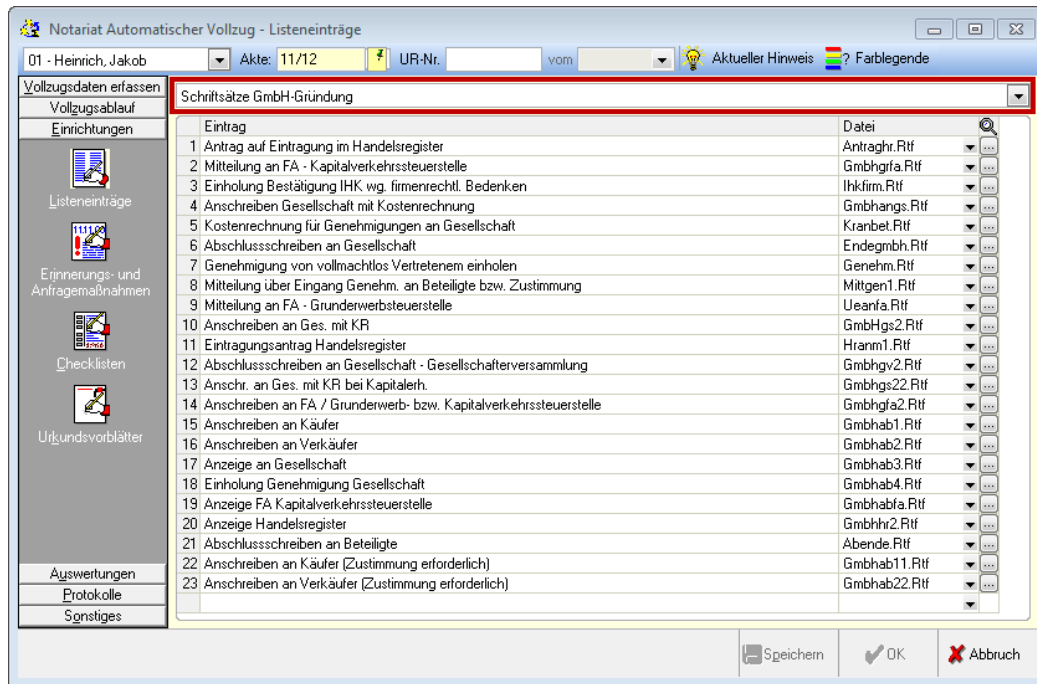 Notariat Automatischer Vollzug - Listeneinträge
01 - Heinrich, Jakob Akte: 11/12 UR-Nr. vom Aktueller Hinweis ? Farblegende
Vollzugsdaten erfassen
Vollzugsablauf
Einrichtungen
Listeneinträge
11.11.00
Erinnerungs- und
Anfragemaßnahmen
Checklisten
Urkundsvorblätter
Auswertungen
Protokolle
Sonstiges
Schriftsätze GmbH-Gründung
Eintrag Datei
1 Antrag auf Eintragung im Handelsregister Antraghr.Rtf ...
2 Mitteilung an FA - Kapitalverkehrssteuerstelle Gmbhgrfa.Rtf ...
3 Einholung Bestätigung IHK wg. firmenrechtl. Bedenken Ihkfirm.Rtf ...
4 Anschreiben Gesellschaft mit Kostenrechnung Gmbhangs.Rtf ...
5 Kostenrechnung für Genehmigungen an Gesellschaft Kranbet.Rtf ...
6 Abschlussschreiben an Gesellschaft Endegmbh.Rtf ...
7 Genehmigung von vollmachtlos Vertretenem einholen Genehm.Rtf ...
8 Mitteilung über Eingang Genehm. an Beteiligte bzw. Zustimmung Mittgen1.Rtf ...
9 Mitteilung an FA - Grunderwerbsteuerstelle Ueanfa.Rtf ...
10 Anschreiben an Ges. mit KR GmbHgs2.Rtf ...
11 Eintragungsantrag Handelsregister Hranm1.Rtf ...
12 Abschlussschreiben an Gesellschaft - Gesellschafterversammlung Gmbhgv2.Rtf ...
13 Anschr. an Ges. mit KR bei Kapitalerh. Gmbhgs22.Rtf ...
14 Anschreiben an FA / Grunderwerb- bzw. Kapitalverkehrssteuerstelle Gmbhgfa2.Rtf ...
15 Anschreiben an Käufer Gmbhab1.Rtf ...
16 Anschreiben an Verkäufer Gmbhab2.Rtf ...
17 Anzeige an Gesellschaft Gmbhab3.Rtf ...
18 Einholung Genehmigung Gesellschaft Gmbhab4.Rtf ...
19 Anzeige FA Kapitalverkehrssteuerstelle Gmbhabfa.Rtf ...
20 Anzeige Handelsregister Gmbhhr2.Rtf ...
21 Abschlussschreiben an Beteiligte Abende.Rtf ...
22 Anschreiben an Käufer (Zustimmung erforderlich) Gmbhab11.Rtf ...
23 Anschreiben an Verkäufer (Zustimmung erforderlich) Gmbhab22.Rtf ...
Speichern OK Abbruch